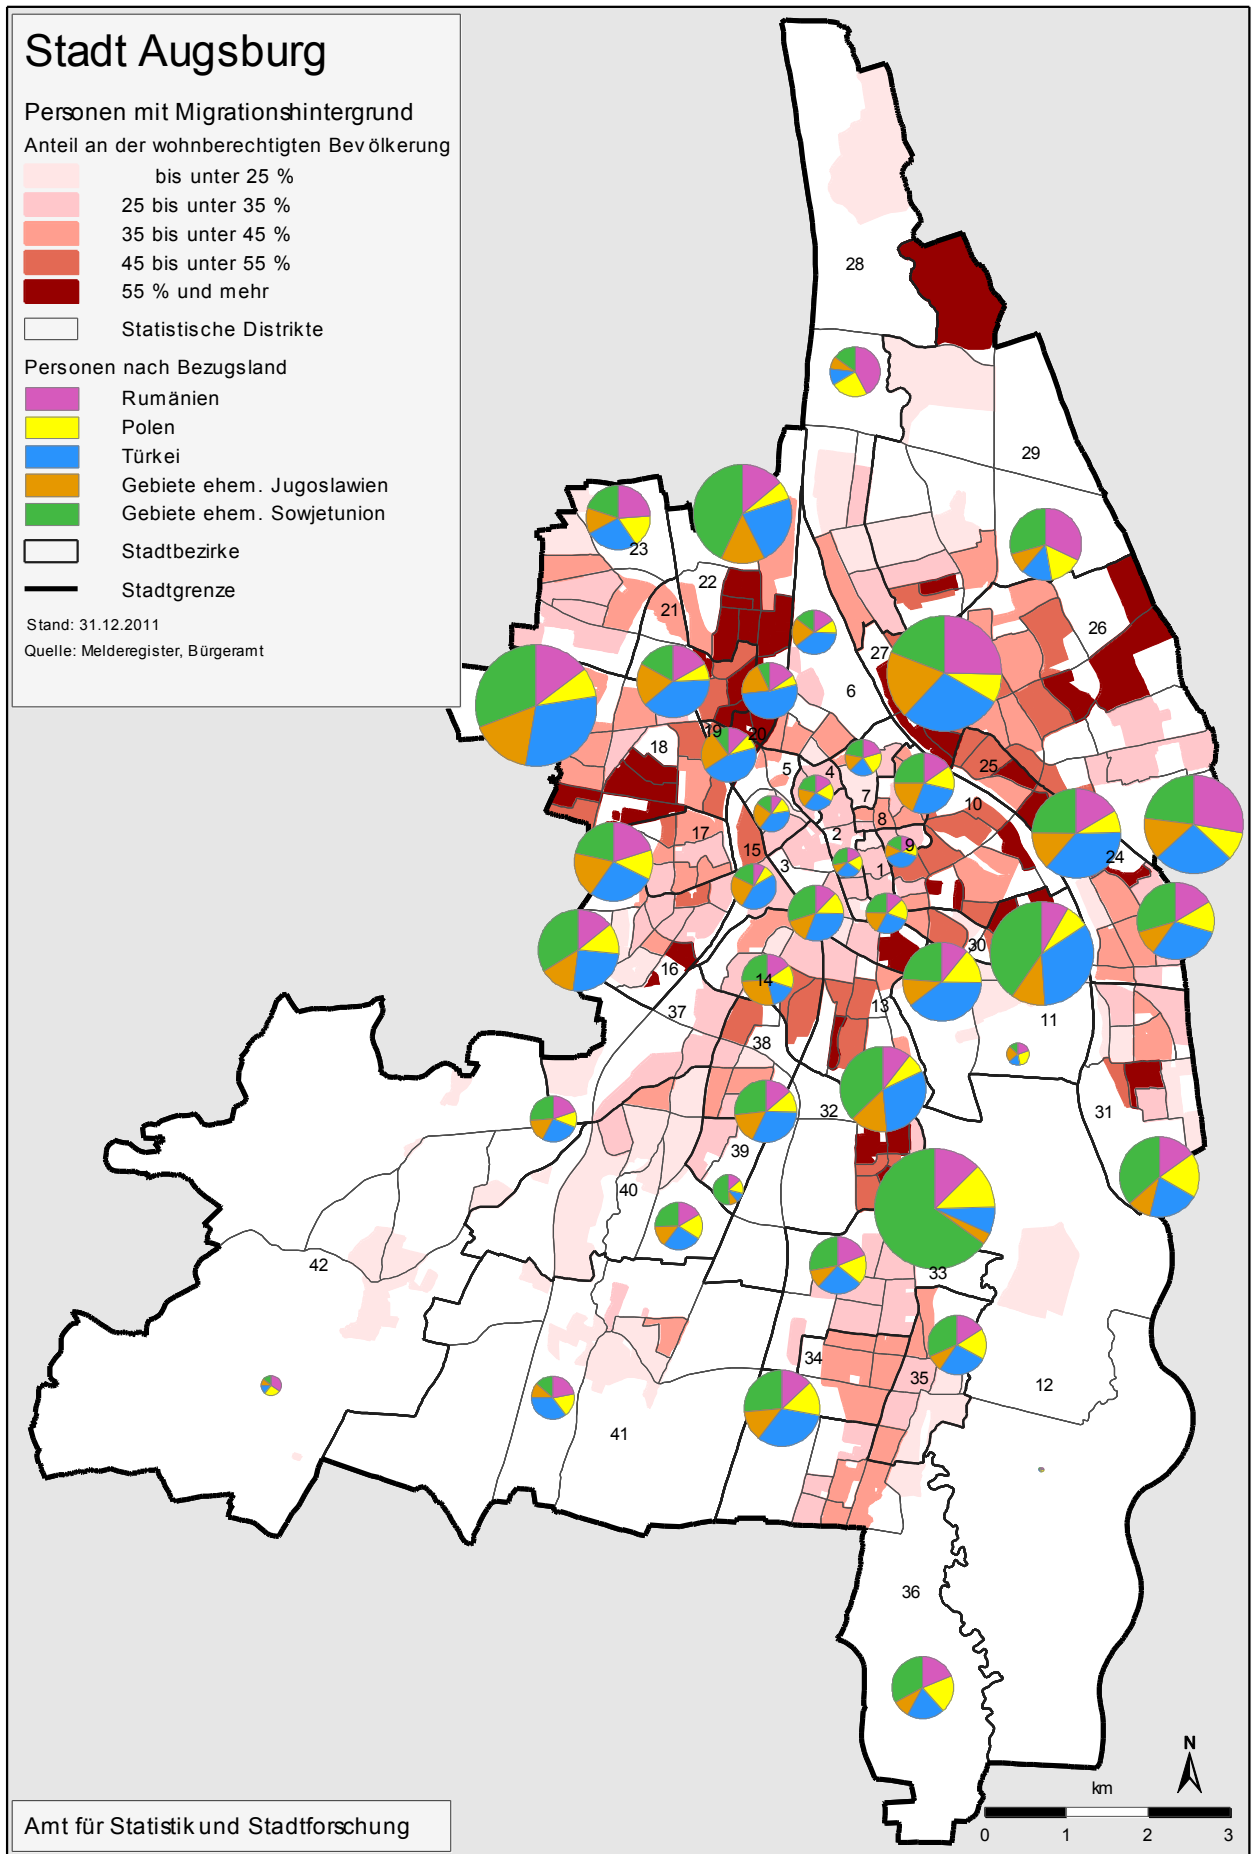 Stadt Augsburg
Personen mit Migrationshintergrund
Anteil an der wohnberechtigten Bevölkerung
bis unter 25 %
25 bis unter 35 %
35 bis unter 45 %
45 bis unter 55 %
55 % und mehr
Statistische Distrikte
Personen nach Bezugsland
Rumänien
Polen
Türkei
Gebiete ehem. Jugoslawien
Gebiete ehem. Sowjetunion
Stadtbezirke
Stadtgrenze
Stand: 31.12.2011
Quelle: Melderegister, Bürgeramt
28
29
23
22
21
26
27
6
19
20
18
5
4
25
7
10
8
17
2
9
15
24
3
1
30
16
14
37
13
11
38
32
31
39
40
42
33
34
35
12
41
36
N
km
0 1 2 3
Amt für Statistik und Stadtforschung